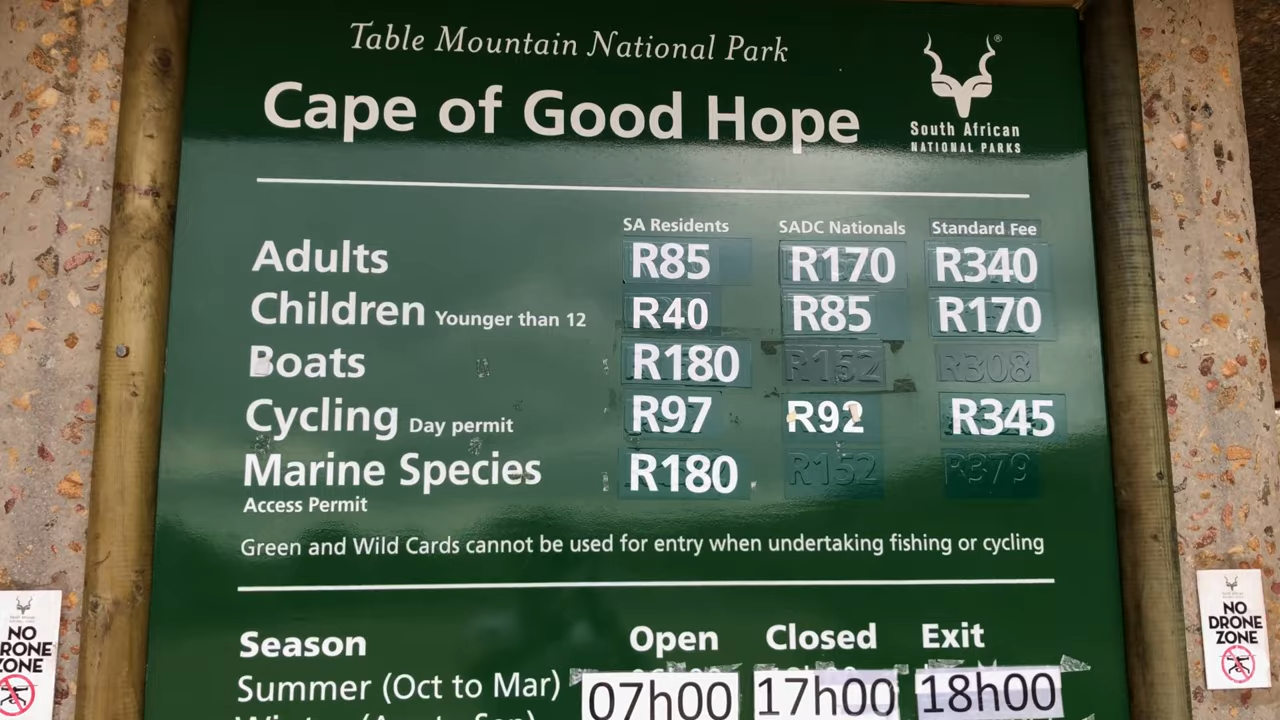 Table Mountain National Park
Cape of Good Hope
South African
NATIONAL PARKS
SA Residents SADC Nationals Standard Fee
Adults R85 R170 R340
Children Younger than 12 R40 R85 R170
Boats R180 R152 R308
Cycling Day permit R97 R92 R345
Marine Species R180 R152 R379
Access Permit
Green and Wild Cards cannot be used for entry when undertaking fishing or cycling
Season Open Closed Exit
Summer (Oct to Mar) 07h00 17h00 18h00
NO
DRONE
ZONE
NO
DRONE
ZONE